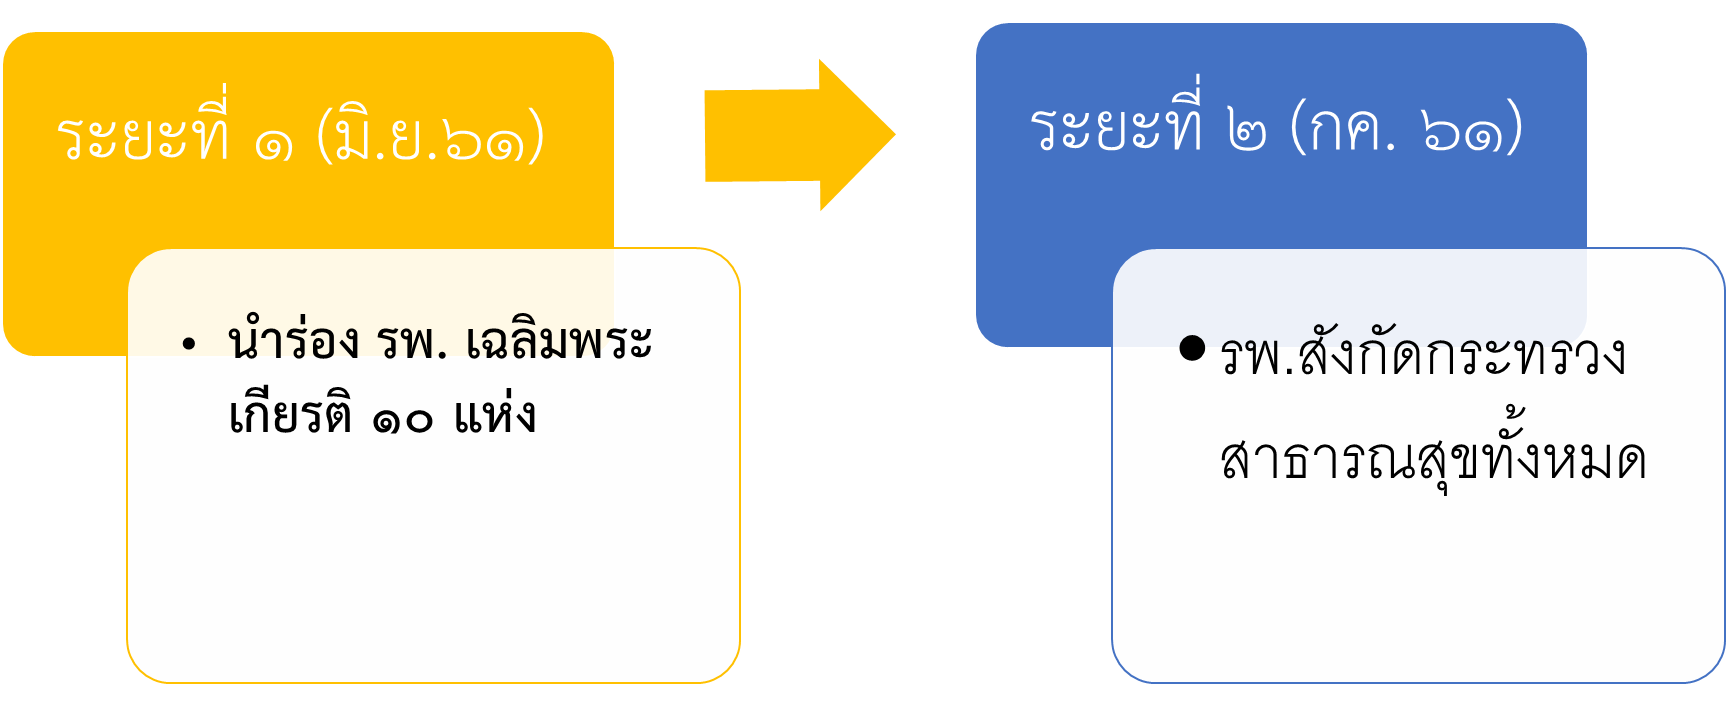 ระยะที่ ๑ (มิ.ย.๖๑)
• นำร่อง รพ. เฉลิมพระ
เกียรติ ๑๐ แห่ง
ระยะที่ ๒ (กค. ๖๑)
• รพ.สังกัดกระทรวง
สาธารณสุขทั้งหมด